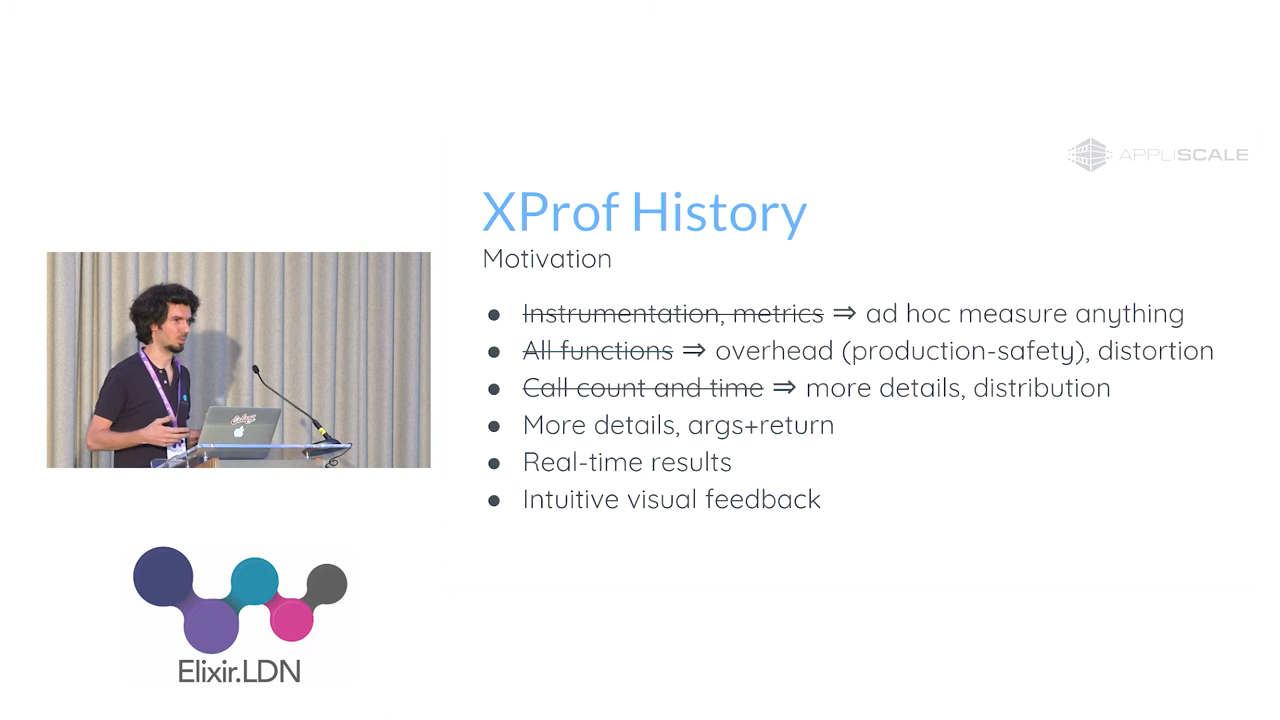 APPLISCALE
XProf History
Motivation
● Instrumentation, metrics ⇒ ad hoc measure anything
● All functions ⇒ overhead (production-safety), distortion
● Call count and time ⇒ more details, distribution
● More details, args+return
● Real-time results
● Intuitive visual feedback
Elixir.LDN